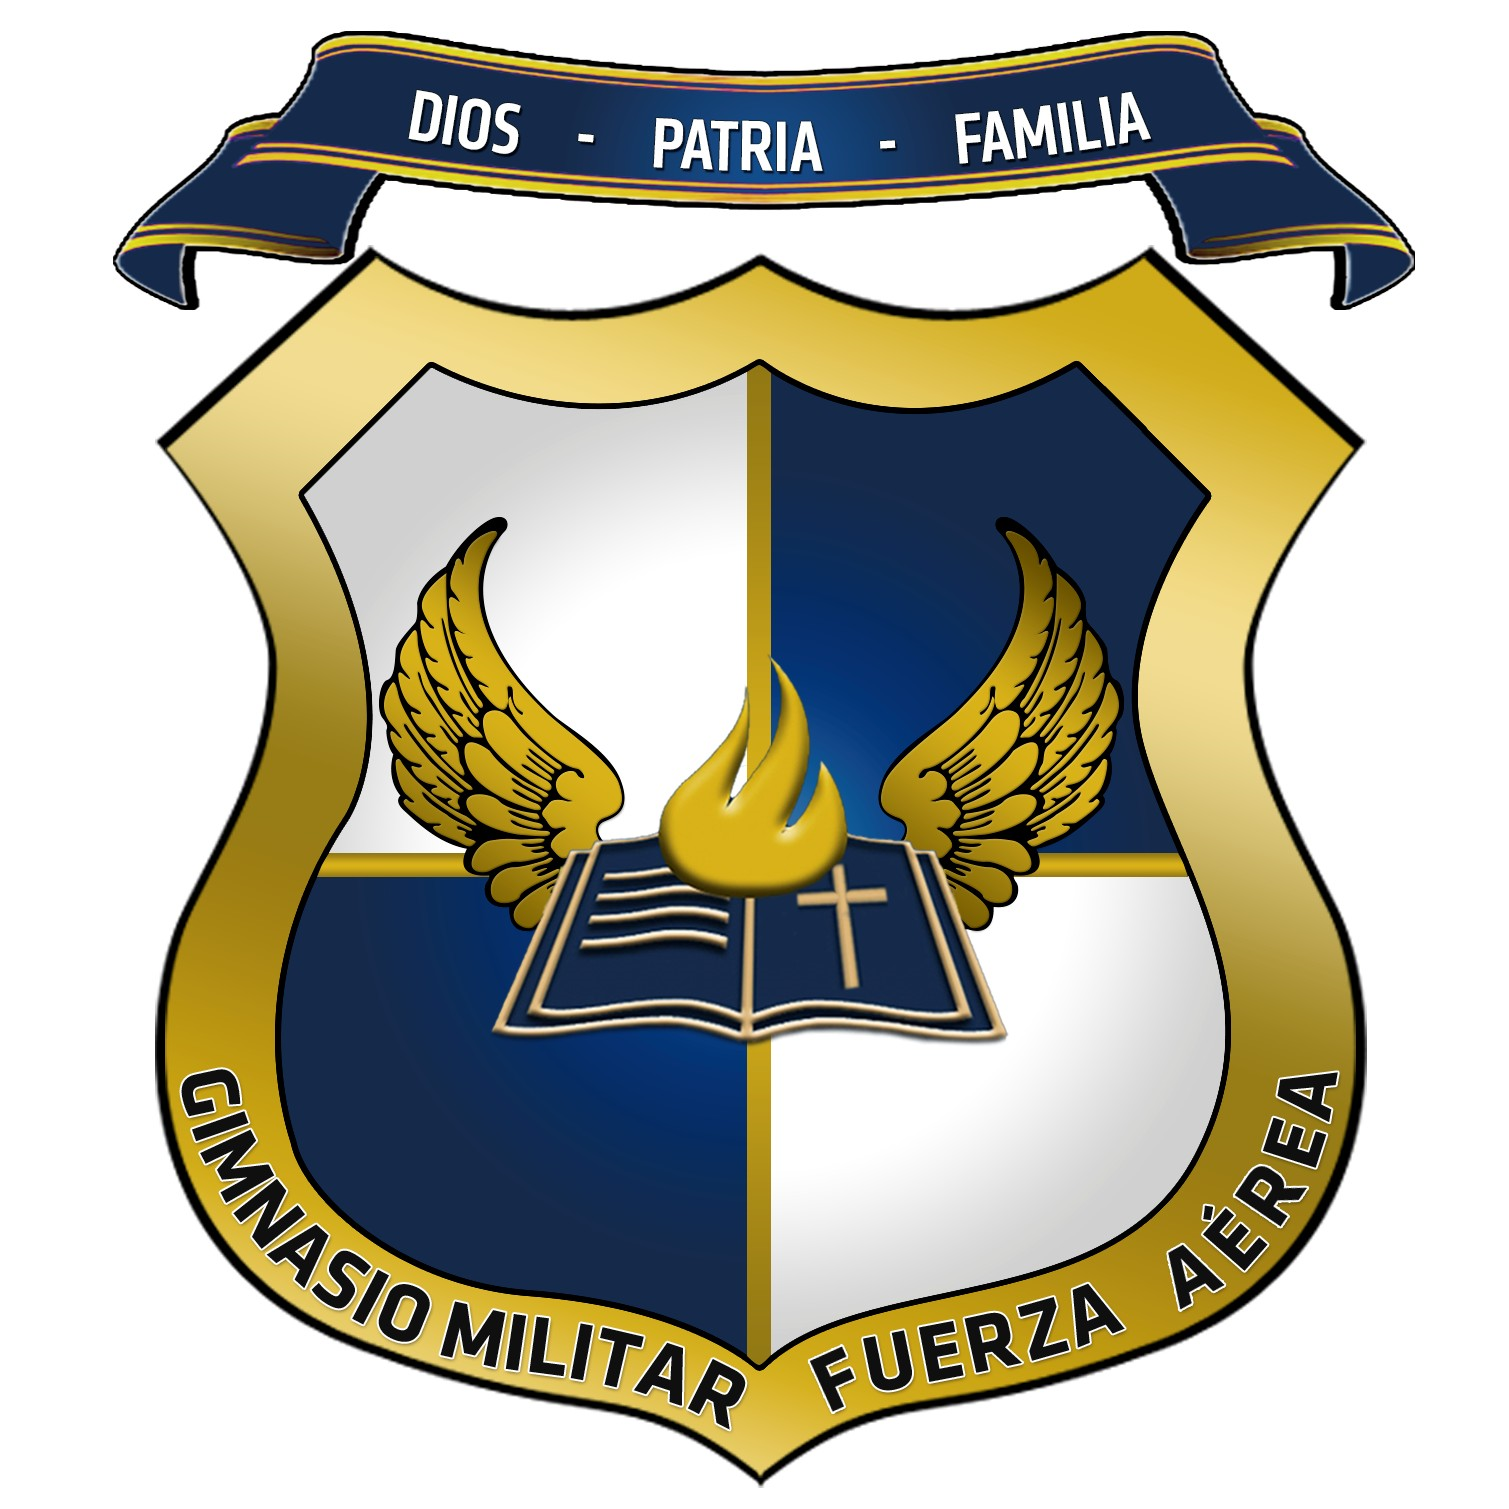 DIOS - PATRIA - FAMILIA
GIMNASIO MILITAR FUERZA AÉREA